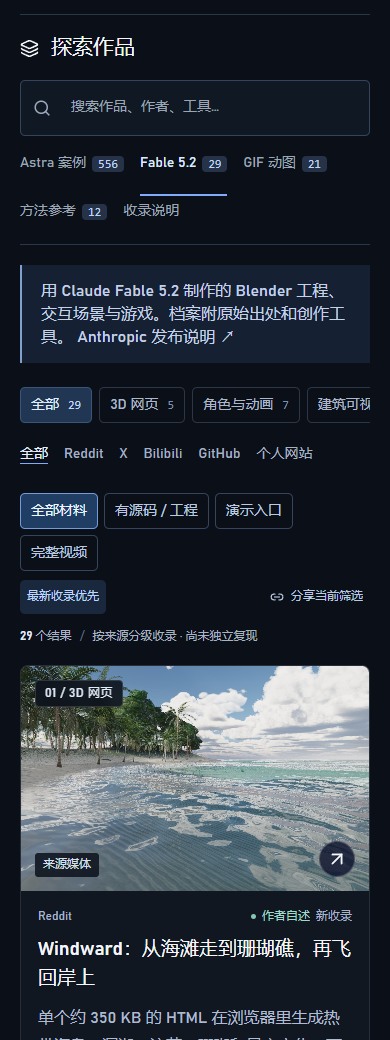 探索作品
搜索作品、作者、工具...
Astra 案例 556 Fable 5.2 29 GIF 动图 21
方法参考 12 收录说明
用 Claude Fable 5.2 制作的 Blender 工程、
交互场景与游戏。档案附原始出处和创作工
具。 Anthropic 发布说明 ↗
全部 29 3D 网页 5 角色与动画 7 建筑可视
全部 Reddit X Bilibili GitHub 个人网站
全部材料 有源码 / 工程 演示入口
完整视频
最新收录优先 分享当前筛选
29 个结果 / 按来源分级收录 · 尚未独立复现
01 / 3D 网页
来源媒体
Reddit • 作者自述 新收录
Windward：从海滩走到珊瑚礁，再飞
回岸上
单个约 350 KB 的 HTML 在浏览器里生成热